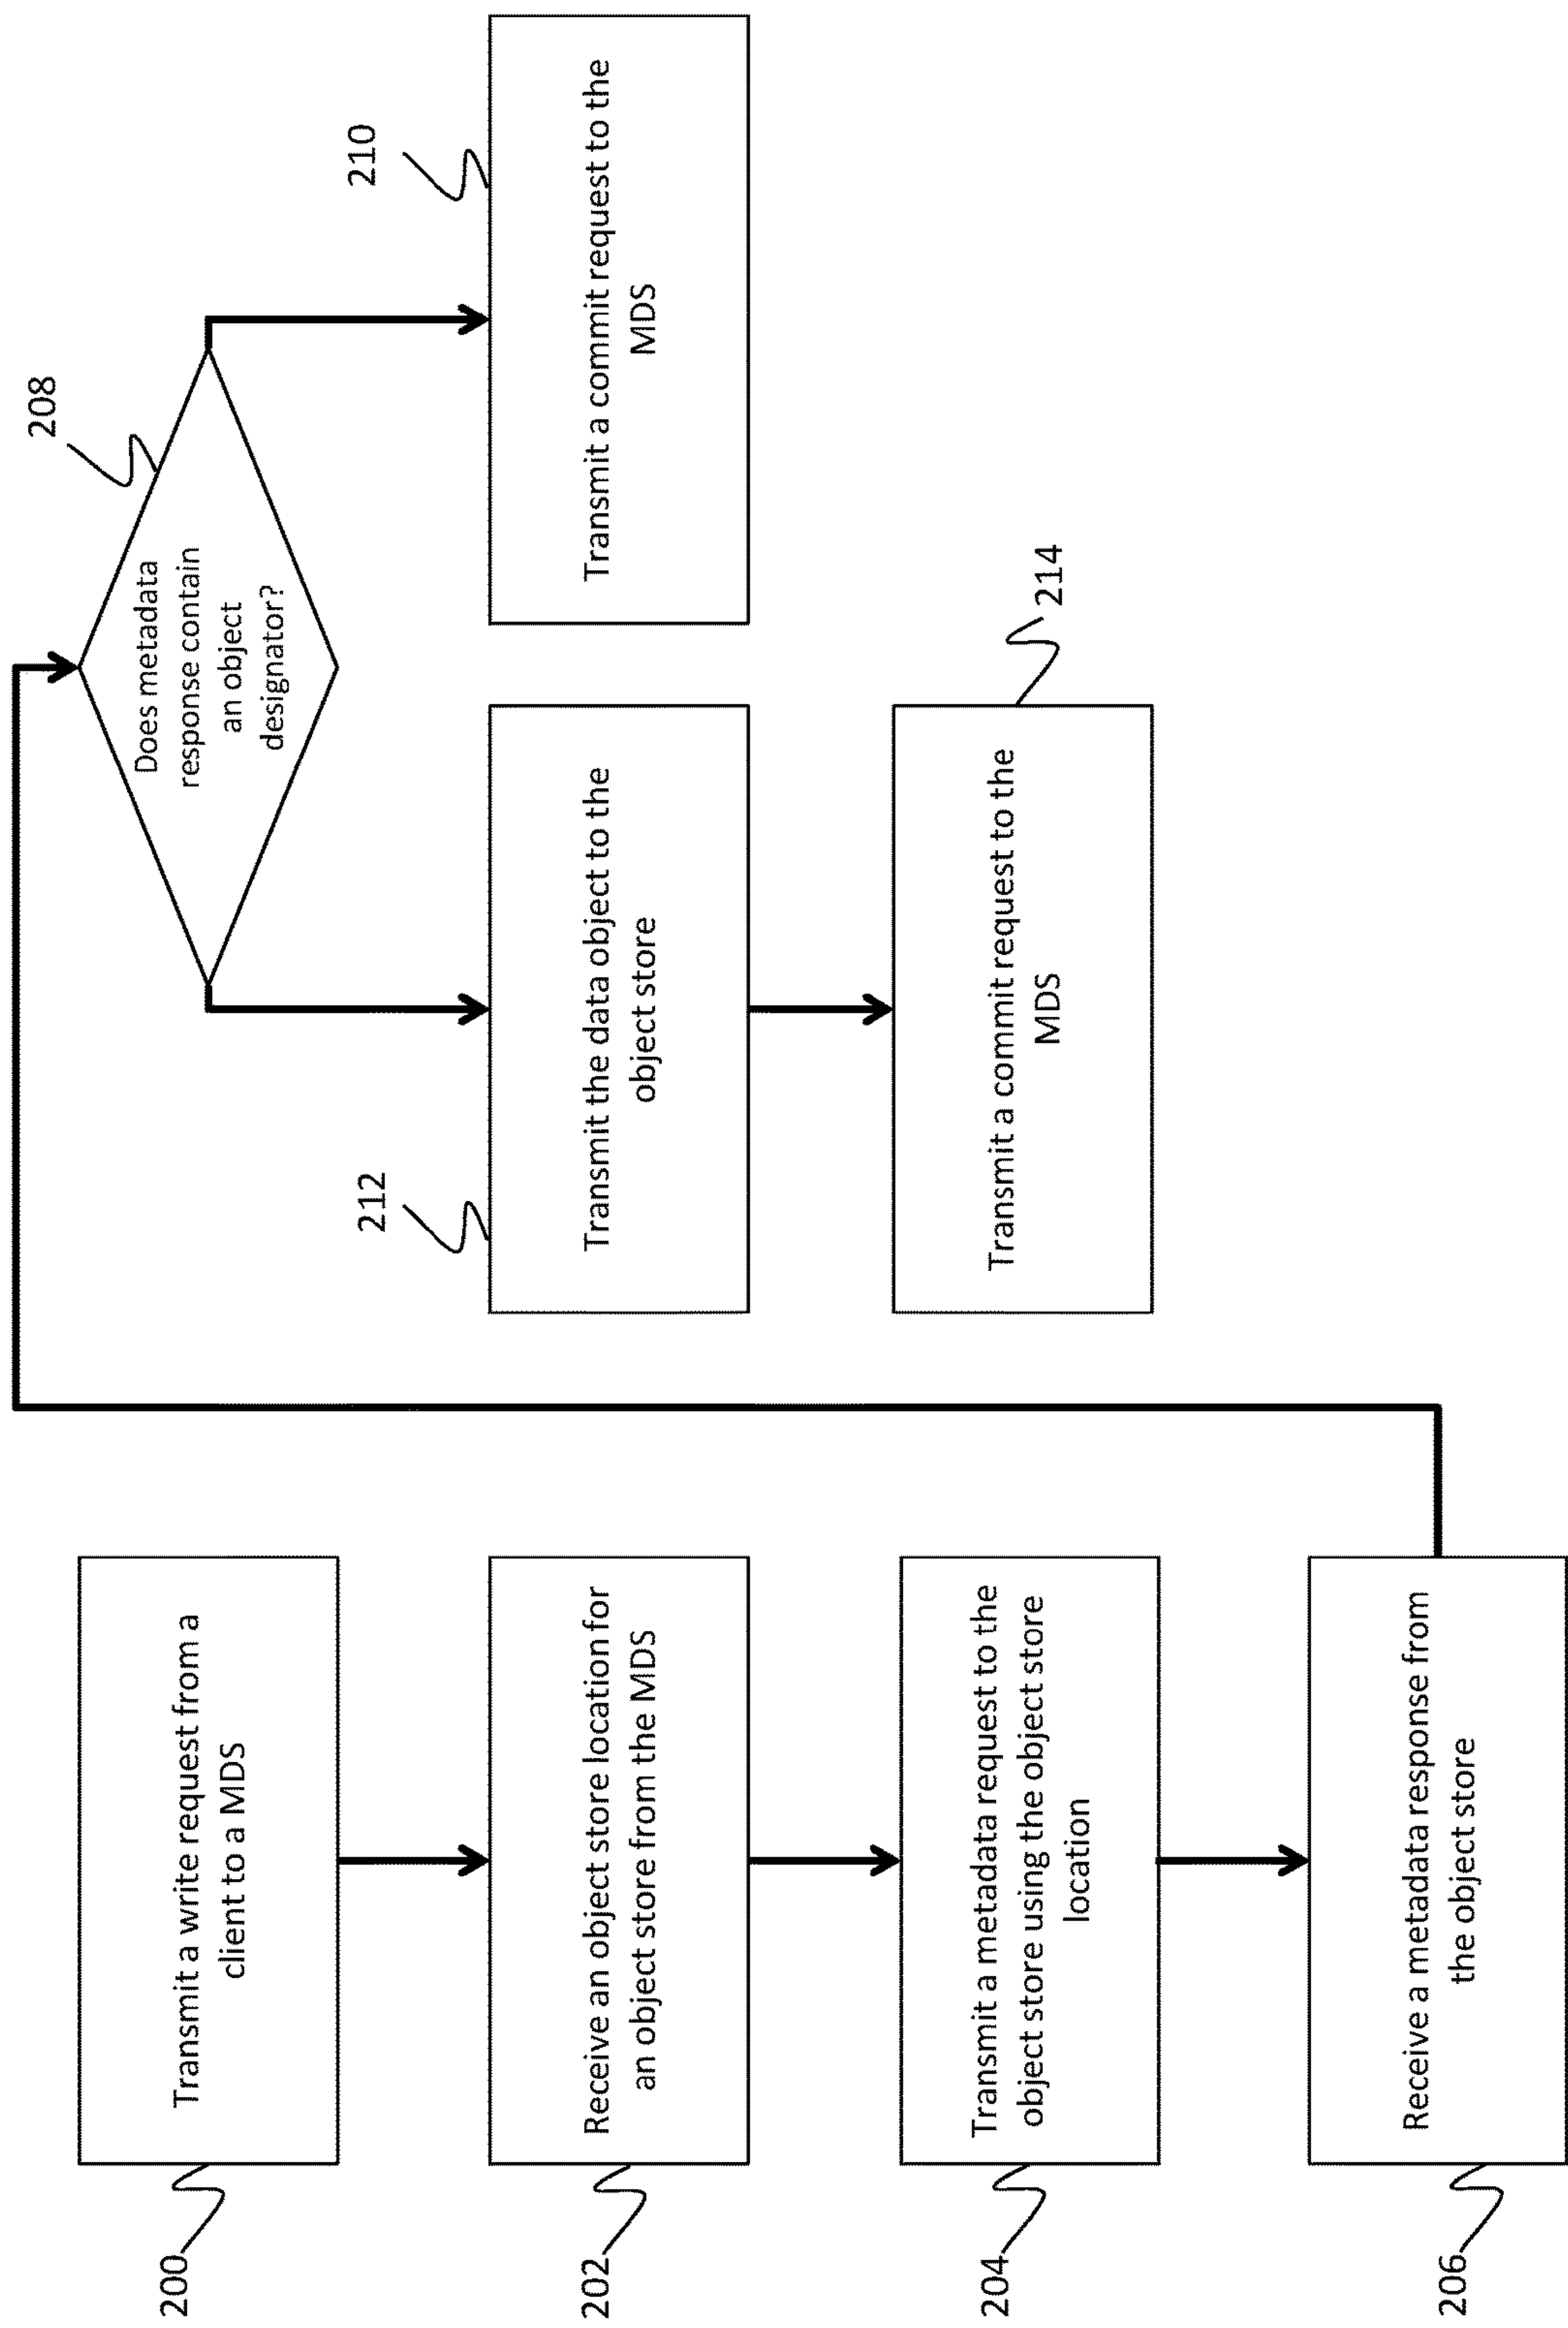 200
Transmit a write request from a
client to a MDS
202
Receive an object store location for
an object store from the MDS
204
Transmit a metadata request to the
object store using the object store
location
206
Receive a metadata response from
the object store
208
Does metadata
response contain
an object
designator?
212
Transmit the data object to the
object store
210
Transmit a commit request to the
MDS
214
Transmit a commit request to the
MDS